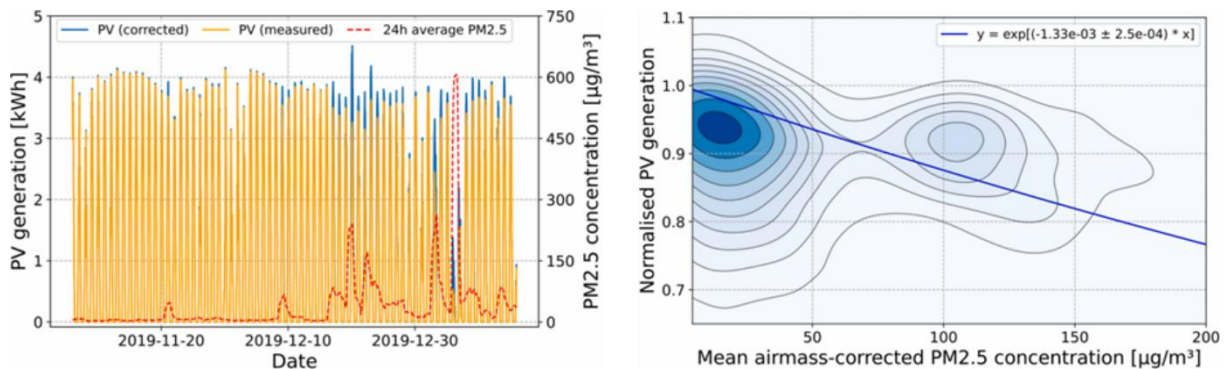 PV (corrected)
PV (measured)
24h average PM2.5
PV generation [kWh]
5
4
3
2
1
0
750
600
450
300
150
0
PM2.5 concentration [µg/m³]
2019-11-20
2019-12-10
2019-12-30
Date
y = exp[(-1.33e-03 ± 2.5e-04) * x]
Normalised PV generation
1.1
1.0
0.9
0.8
0.7
50
100
150
200
Mean airmass-corrected PM2.5 concentration [µg/m³]